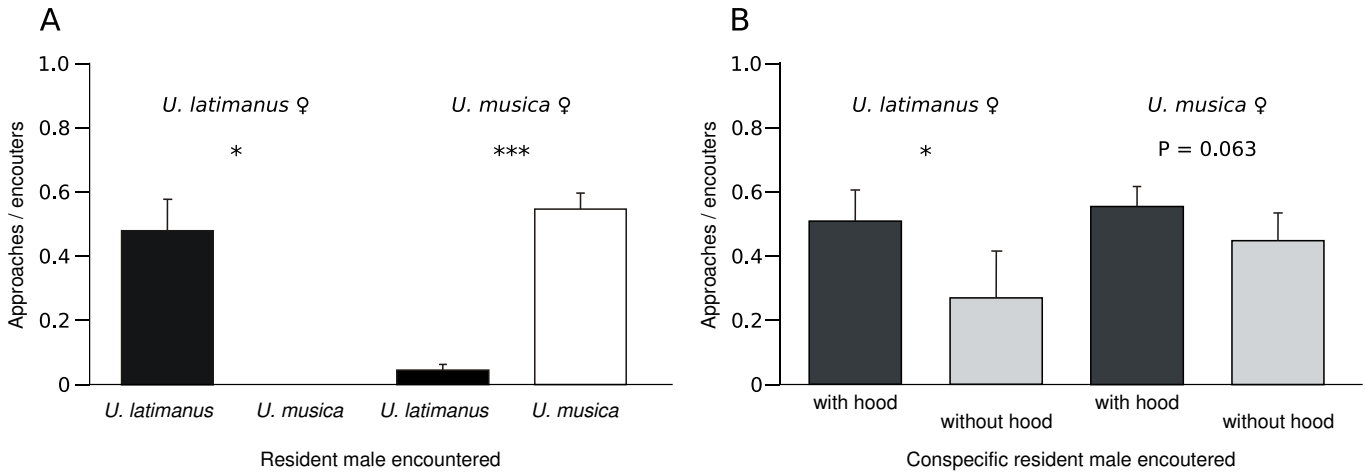 A
1.0
0.8
0.6
0.4
0.2
0
Approaches / encouters
U. latimanus ♀
*
U. musica ♀
***
U. latimanus
U. musica
U. latimanus
U. musica
Resident male encountered
B
1.0
0.8
0.6
0.4
0.2
0
Approaches / encouters
U. latimanus ♀
*
U. musica ♀
P = 0.063
with hood
without hood
with hood
without hood
Conspecific resident male encountered